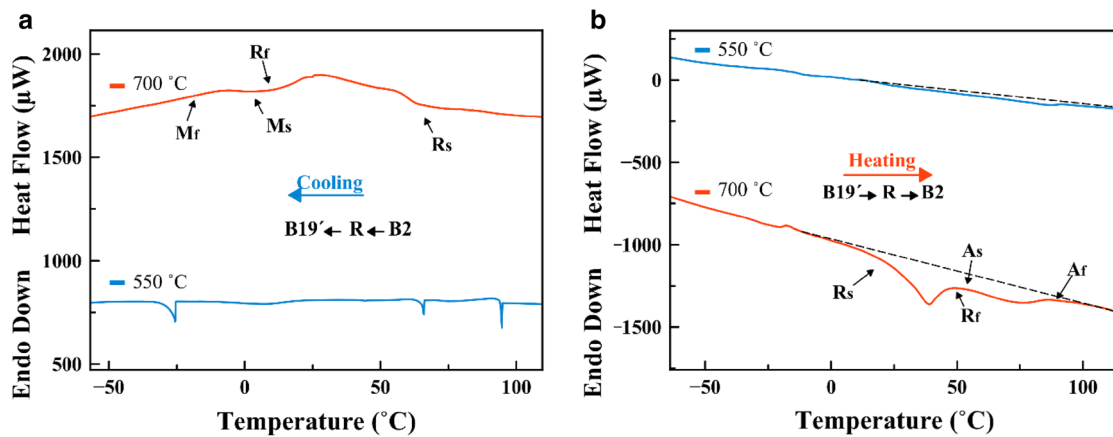 a
Heat Flow (µW)
Endo Down
2000
1500
1000
500
700 ˚C
Rf
Mf
Ms
Rs
Cooling
B19´ ← R ← B2
550 ˚C
−50
0
50
100
Temperature (˚C)
b
Heat Flow (µW)
Endo Down
0
−500
−1000
−1500
550 ˚C
Heating
B19´ → R → B2
700 ˚C
Rs
As
Rf
Af
−50
0
50
100
Temperature (˚C)